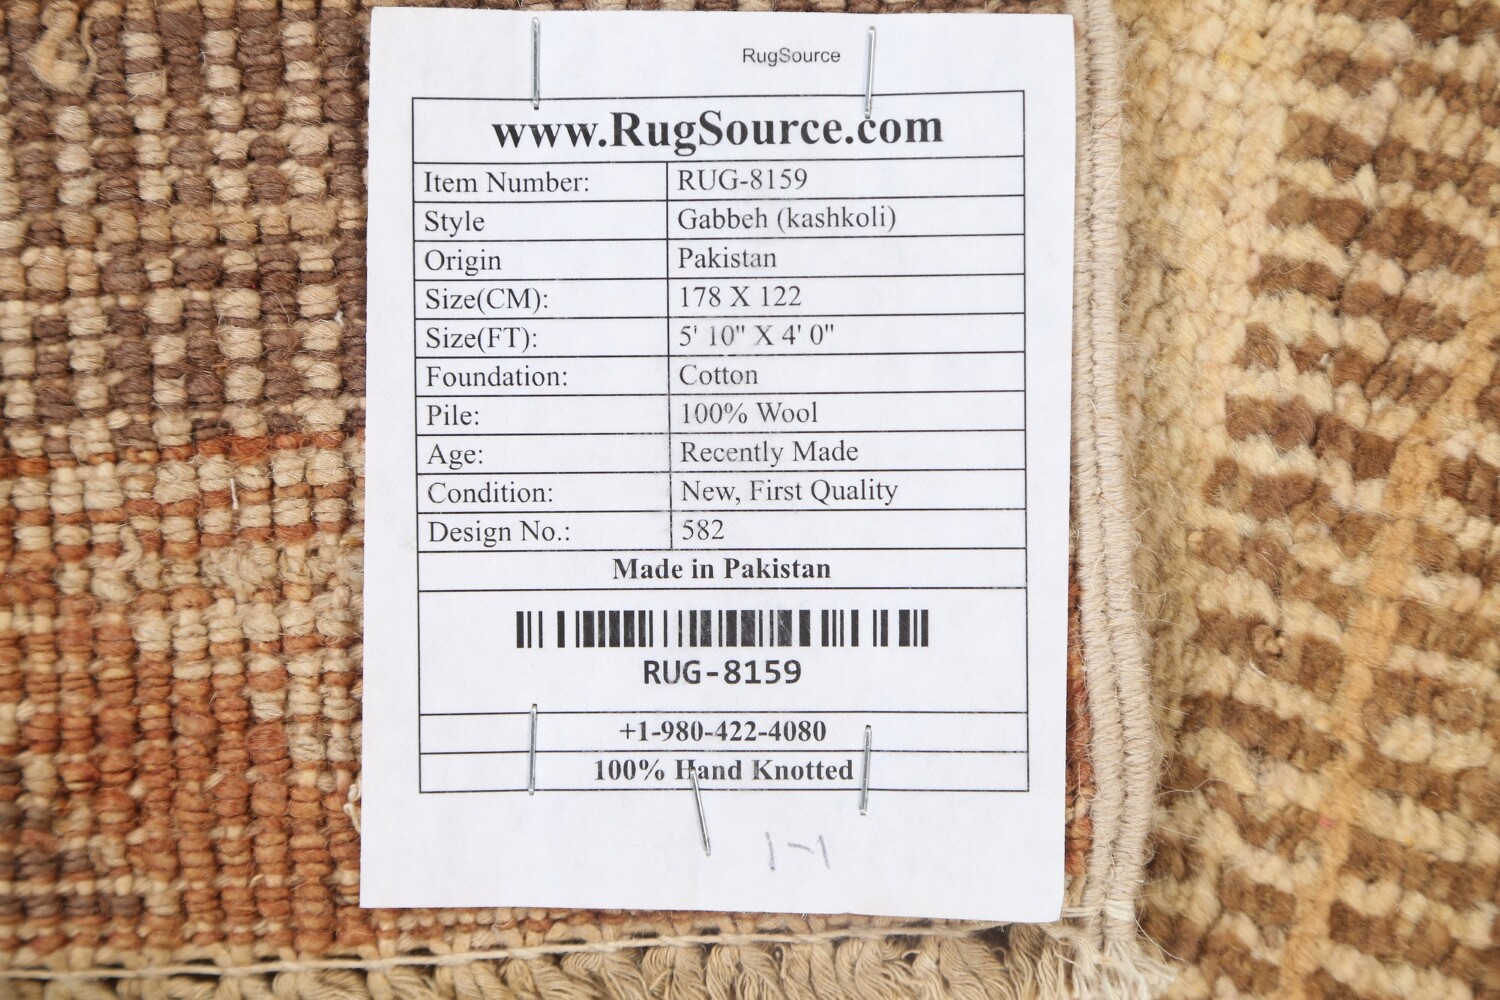 RugSource
www.RugSource.com
Item Number: RUG-8159
Style Gabbeh (kashkoli)
Origin Pakistan
Size(CM): 178 X 122
Size(FT): 5' 10" X 4' 0"
Foundation: Cotton
Pile: 100% Wool
Age: Recently Made
Condition: New, First Quality
Design No.: 582
Made in Pakistan
RUG-8159
+1-980-422-4080
100% Hand Knotted
1-1